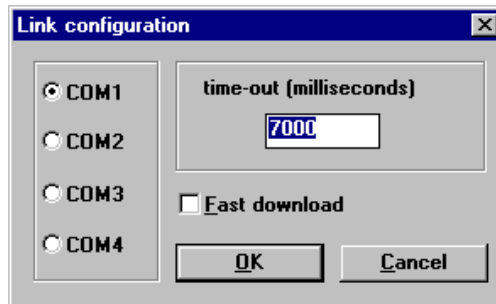 Link configuration
COM1
COM2
COM3
COM4
time-out (milliseconds)
7000
Fast download
OK
Cancel